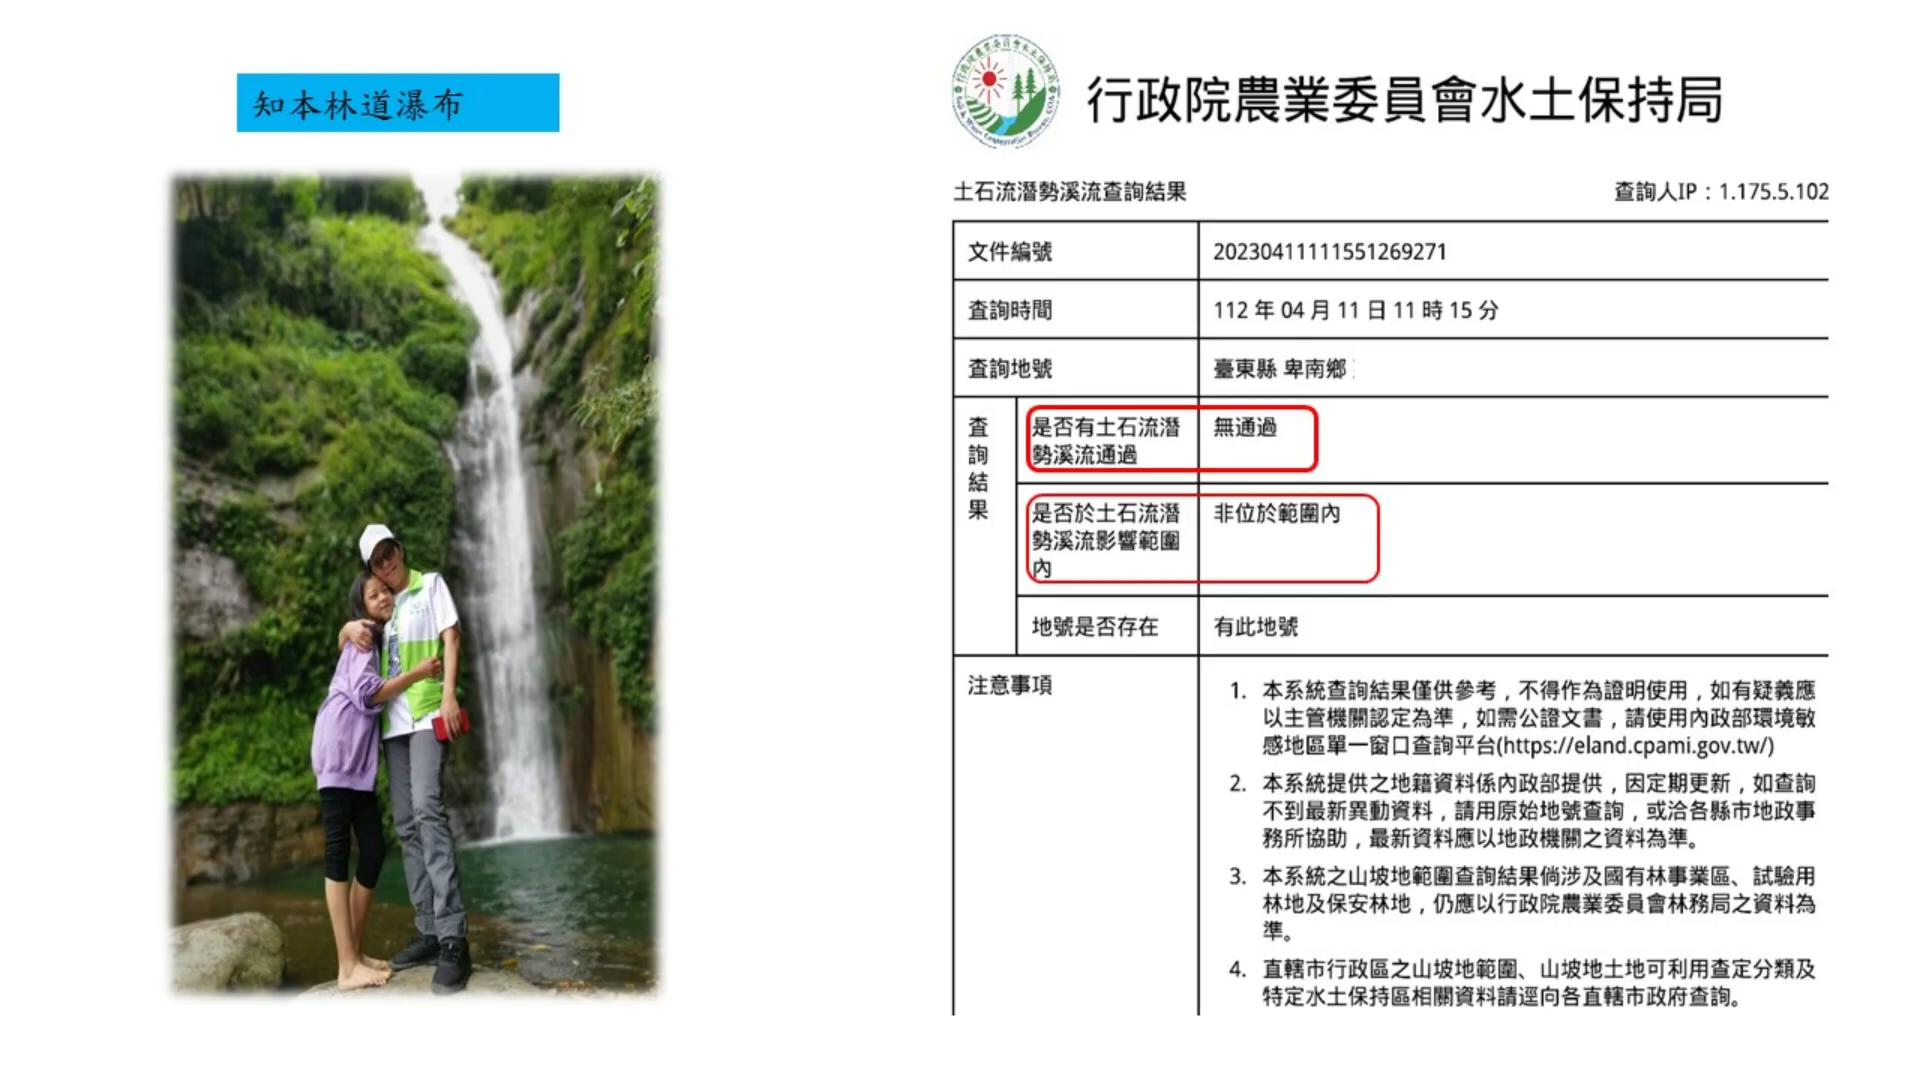 知本林道瀑布
行政院農業委員會水土保持局
土石流潛勢溪流查詢結果
查詢人IP：1.175.5.102
文件編號
20230411111551269271
查詢時間
112 年 04 月 11 日 11 時 15 分
查詢地號
臺東縣 卑南鄉
查詢結果
是否有土石流潛
勢溪流通過
無通過
是否於土石流潛
勢溪流影響範圍
內
非位於範圍內
地號是否存在
有此地號
注意事項
1. 本系統查詢結果僅供參考，不得作為證明使用，如有疑義應
以主管機關認定為準，如需公證文書，請使用內政部環境敏
感地區單一窗口查詢平台(https://eland.cpami.gov.tw/)
2. 本系統提供之地籍資料係內政部提供，因定期更新，如查詢
不到最新異動資料，請用原始地號查詢，或洽各縣市地政事
務所協助，最新資料應以地政機關之資料為準。
3. 本系統之山坡地範圍查詢結果倘涉及國有林事業區、試驗用
林地及保安林地，仍應以行政院農業委員會林務局之資料為
準。
4. 直轄市行政區之山坡地範圍、山坡地土地可利用查定分類及
特定水土保持區相關資料請逕向各直轄市政府查詢。